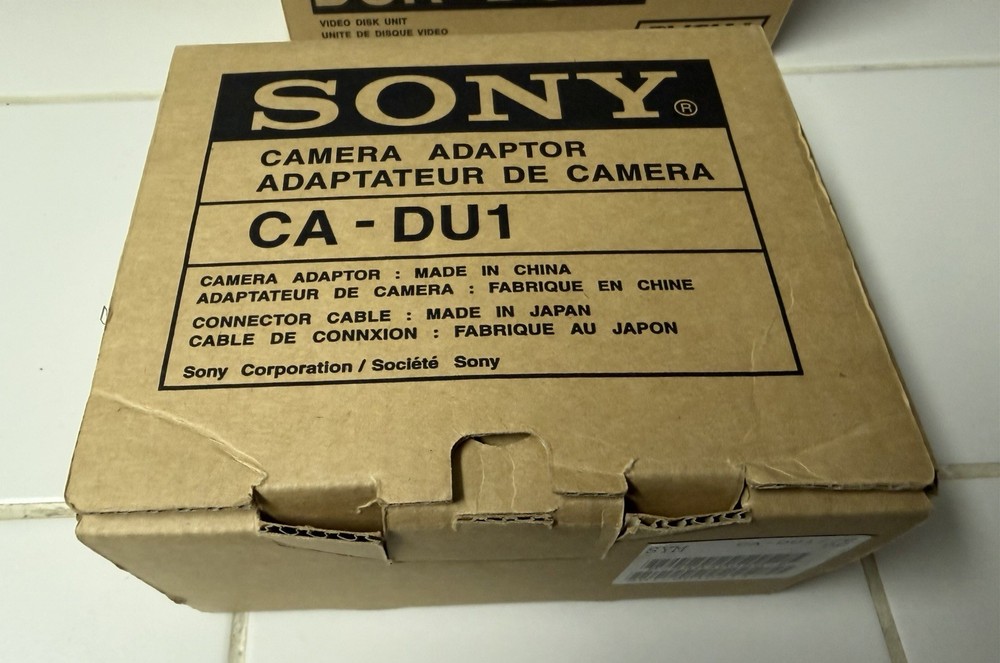 VIDEO DISK UNIT
UNITE DE DISQUE VIDEO
SONY®
CAMERA ADAPTOR
ADAPTATEUR DE CAMERA
CA - DU1
CAMERA ADAPTOR : MADE IN CHINA
ADAPTATEUR DE CAMERA : FABRIQUE EN CHINE
CONNECTOR CABLE : MADE IN JAPAN
CABLE DE CONNXION : FABRIQUE AU JAPON
Sony Corporation / Société Sony
SYM